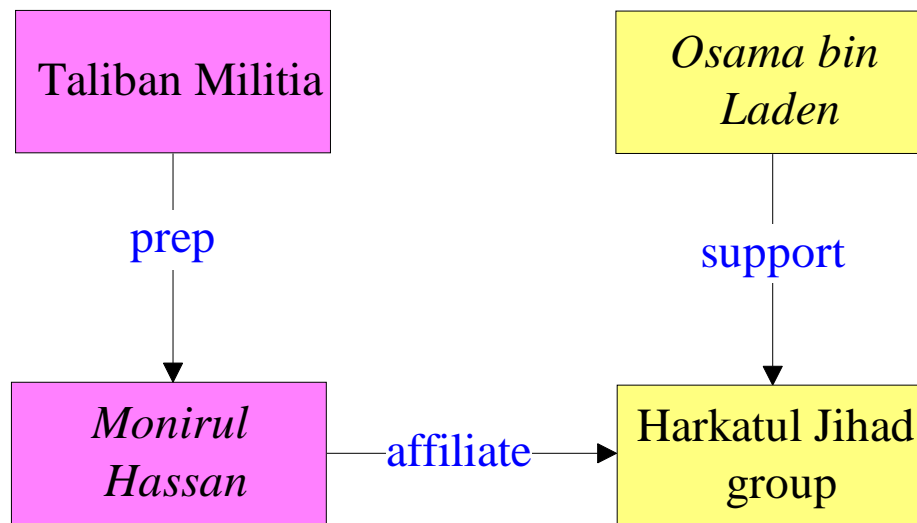 Taliban Militia
Osama bin
Laden
prep
support
Monirul
Hassan
affiliate
Harkatul Jihad
group